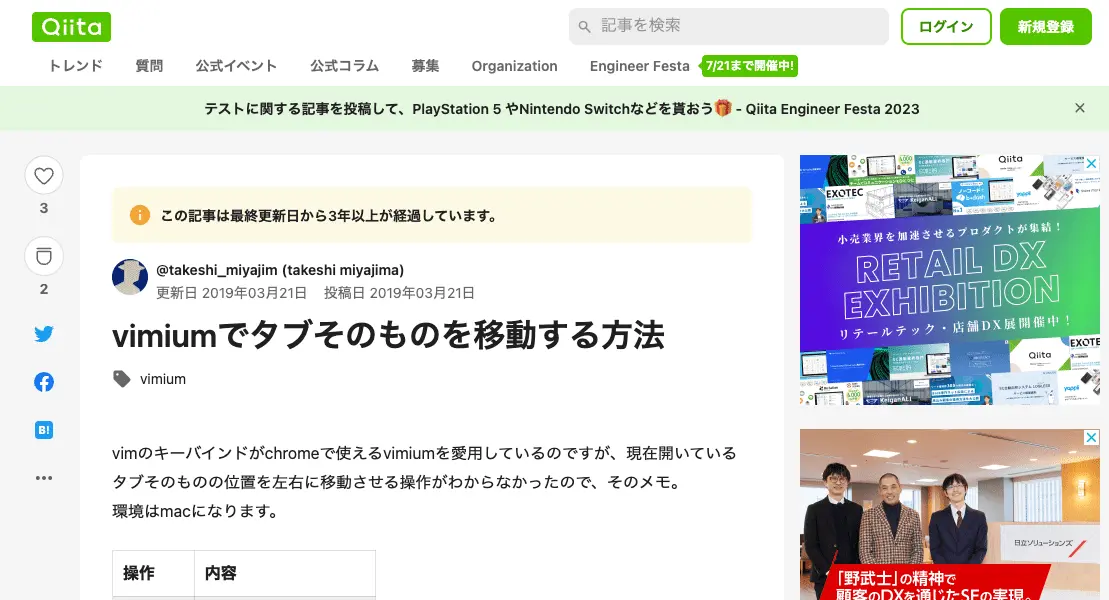 Qiita
記事を検索
ログイン
新規登録
トレンド 質問 公式イベント 公式コラム 募集 Organization Engineer Festa 7/21まで開催中!
テストに関する記事を投稿して、PlayStation 5 やNintendo Switchなどを貰おう🎁 - Qiita Engineer Festa 2023
この記事は最終更新日から3年以上が経過しています。
3
2
B!
@takeshi_miyajim (takeshi miyajima)
更新日 2019年03月21日 投稿日 2019年03月21日
vimiumでタブそのものを移動する方法
vimium
vimのキーバインドがchromeで使えるvimiumを愛用しているのですが、現在開いている
タブそのものの位置を左右に移動させる操作がわからなかったので、そのメモ。
環境はmacになります。
操作 内容
Qiita
EXOTEC
KeiganALI
yappli
小売業界を加速させるプロダクトが集結！
RETAIL DX
EXHIBITION
リテールテック・店舗DX展開催中！
EXOTE
Qiita
KeiganALI
yappli
日立ソリューションズ
「野武士」の精神で
顧客のDXを通じたSEの実現。